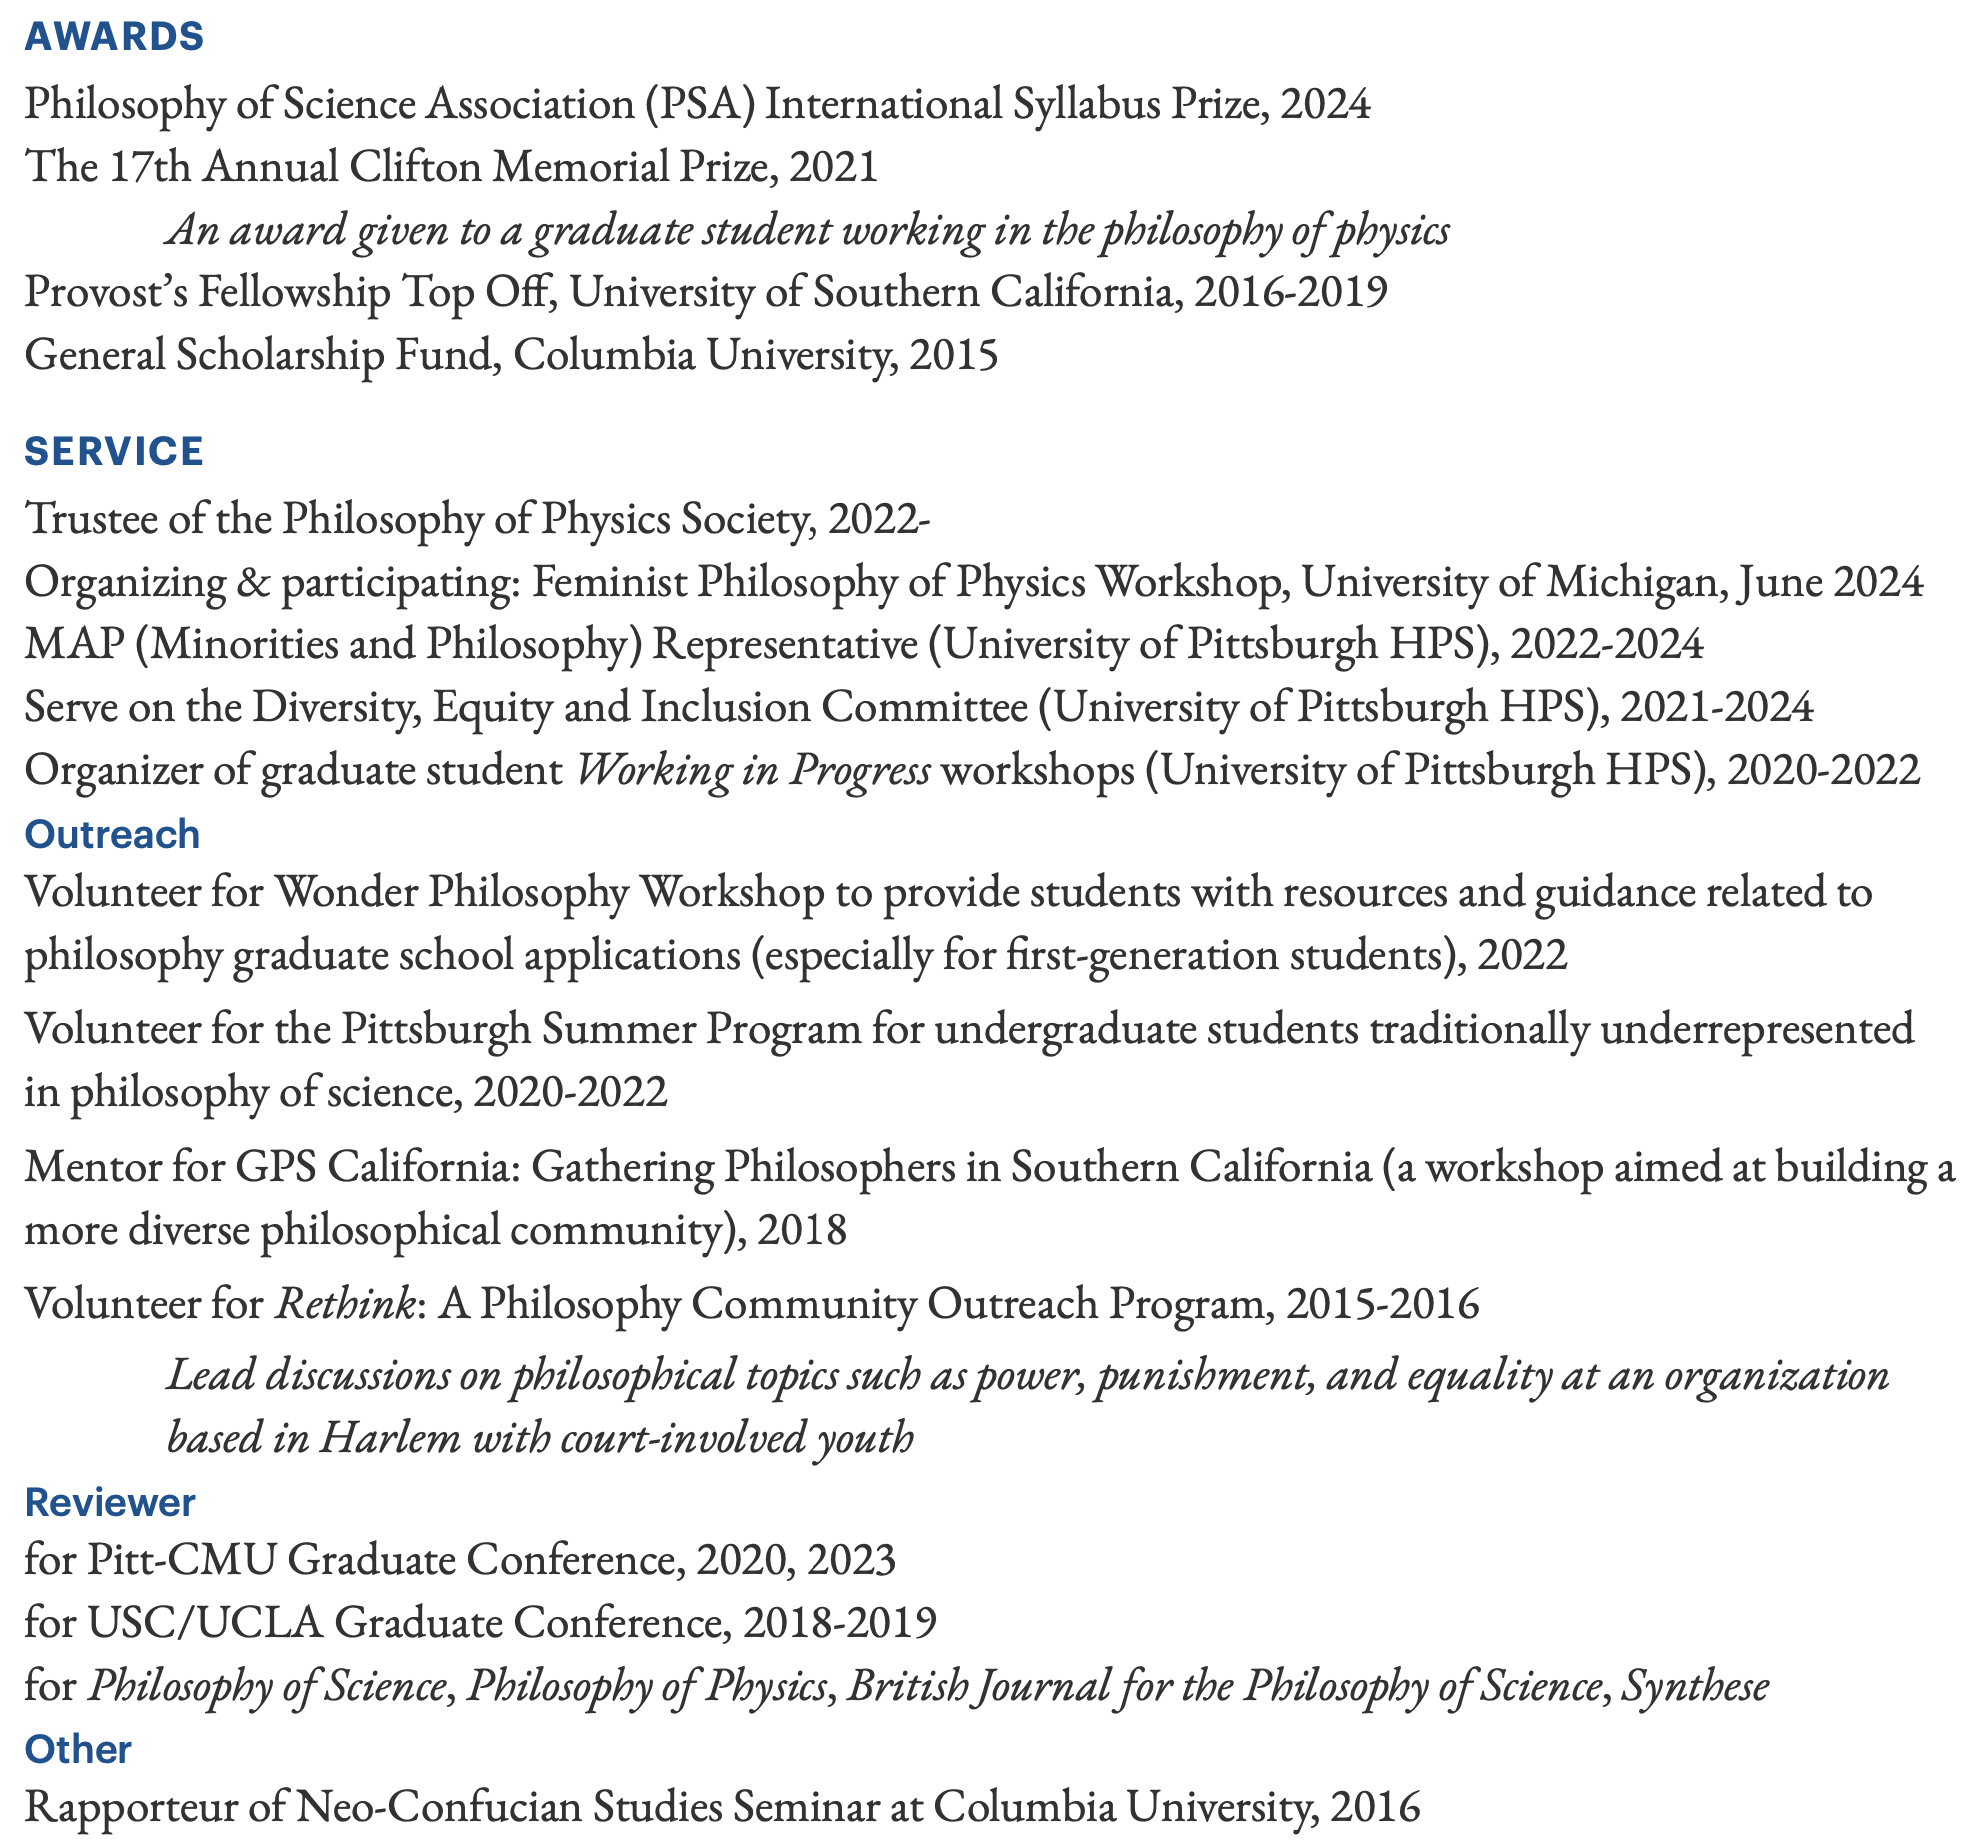 AWARDS
Philosophy of Science Association (PSA) International Syllabus Prize, 2024
The 17th Annual Clifton Memorial Prize, 2021
An award given to a graduate student working in the philosophy of physics
Provost’s Fellowship Top Off, University of Southern California, 2016-2019
General Scholarship Fund, Columbia University, 2015
SERVICE
Trustee of the Philosophy of Physics Society, 2022-
Organizing & participating: Feminist Philosophy of Physics Workshop, University of Michigan, June 2024
MAP (Minorities and Philosophy) Representative (University of Pittsburgh HPS), 2022-2024
Serve on the Diversity, Equity and Inclusion Committee (University of Pittsburgh HPS), 2021-2024
Organizer of graduate student Working in Progress workshops (University of Pittsburgh HPS), 2020-2022
Outreach
Volunteer for Wonder Philosophy Workshop to provide students with resources and guidance related to
philosophy graduate school applications (especially for first-generation students), 2022
Volunteer for the Pittsburgh Summer Program for undergraduate students traditionally underrepresented
in philosophy of science, 2020-2022
Mentor for GPS California: Gathering Philosophers in Southern California (a workshop aimed at building a
more diverse philosophical community), 2018
Volunteer for Rethink: A Philosophy Community Outreach Program, 2015-2016
Lead discussions on philosophical topics such as power, punishment, and equality at an organization
based in Harlem with court-involved youth
Reviewer
for Pitt-CMU Graduate Conference, 2020, 2023
for USC/UCLA Graduate Conference, 2018-2019
for Philosophy of Science, Philosophy of Physics, British Journal for the Philosophy of Science, Synthese
Other
Rapporteur of Neo-Confucian Studies Seminar at Columbia University, 2016